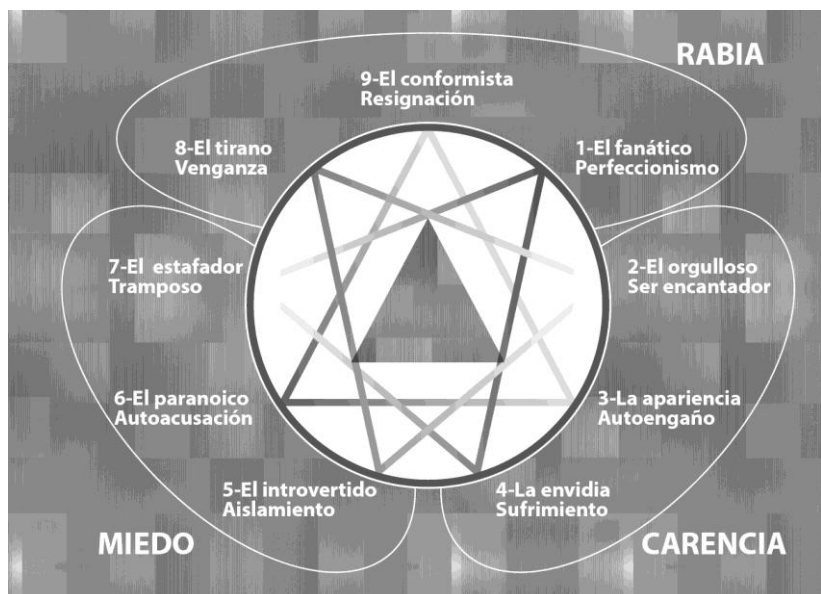 RABIA
9-El conformista
Resignación
8-El tirano
Venganza
1-El fanático
Perfeccionismo
7-El estafador
Tramposo
2-El orgulloso
Ser encantador
6-El paranoico
Autoacusación
3-La apariencia
Autoengaño
5-El introvertido
Aislamiento
4-La envidia
Sufrimiento
MIEDO
CARENCIA